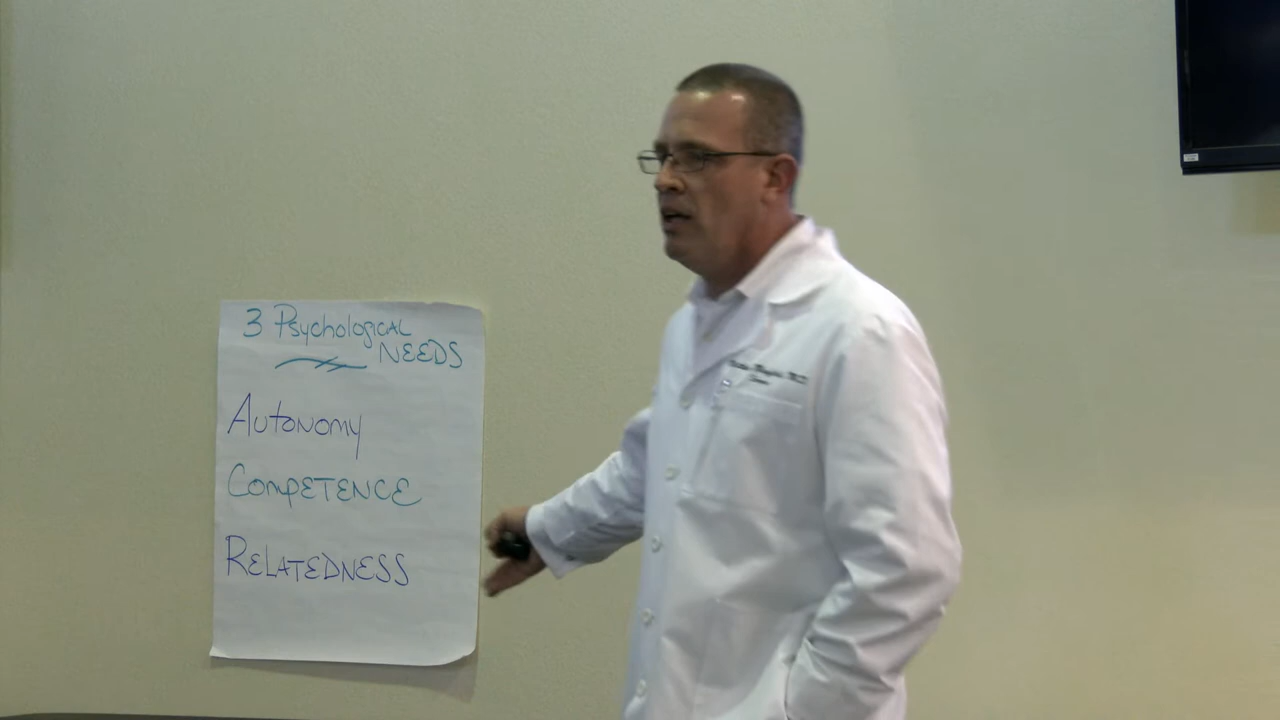 3 Psychological
NEEDS
Autonomy
Competence
Relatedness